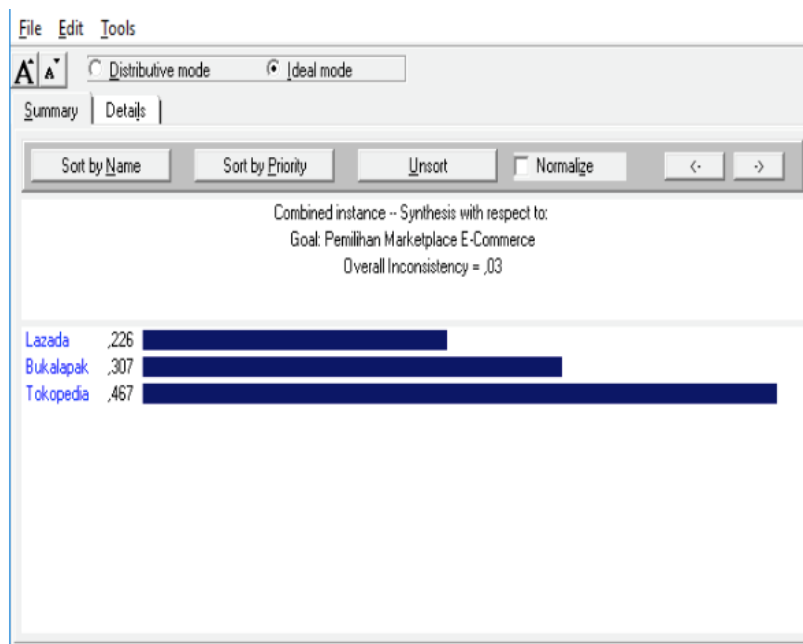 File Edit Tools
A A Distributive mode Ideal mode
Summary Details
Sort by Name Sort by Priority Unsort Normalize <- ->
Combined instance -- Synthesis with respect to:
Goal: Pemilihan Marketplace E-Commerce
Overall Inconsistency = ,03
Lazada ,226
Bukalapak ,307
Tokopedia ,467